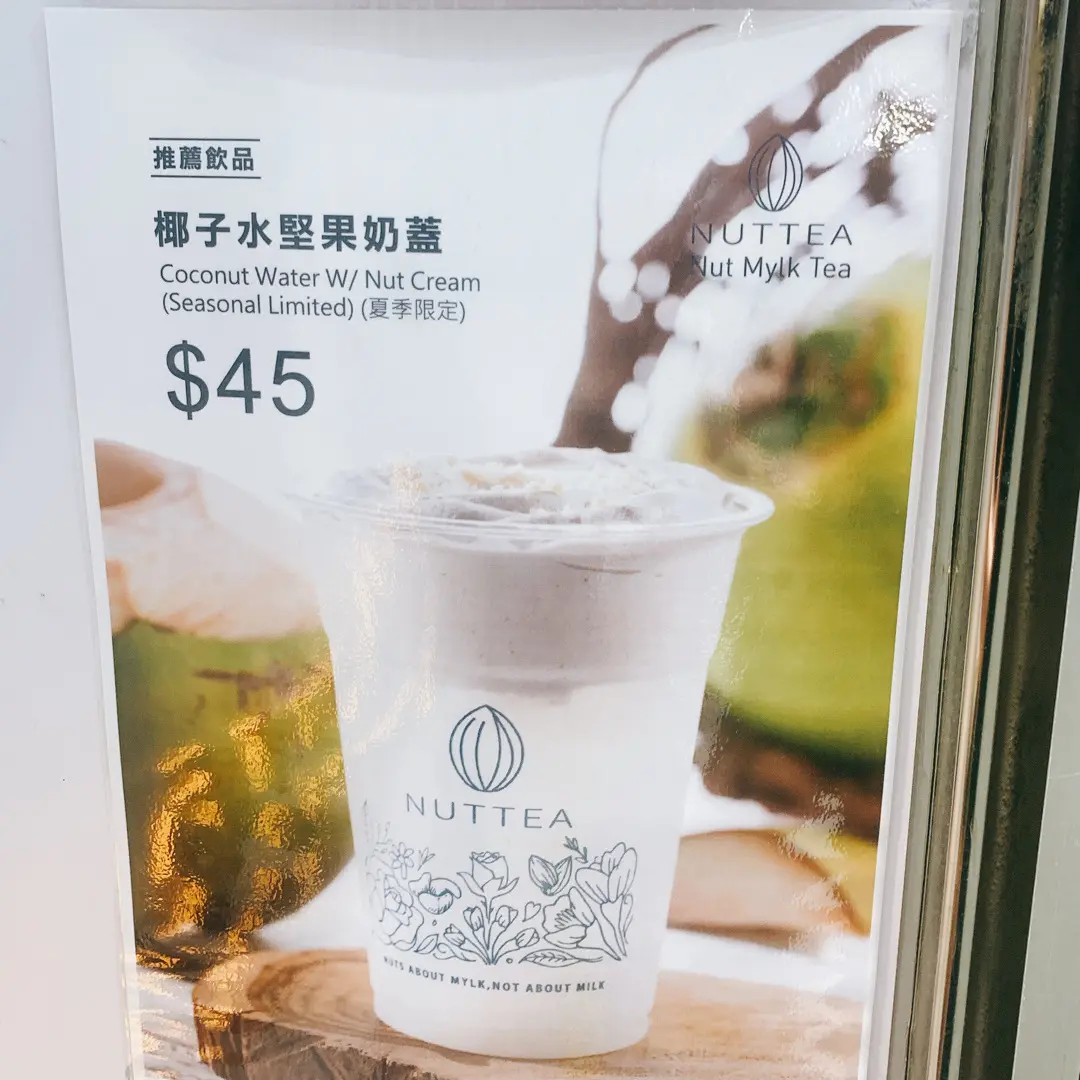 推薦飲品
椰子水堅果奶蓋
Coconut Water W/ Nut Cream
(Seasonal Limited) (夏季限定)
$45
NUTTEA
Nut Mylk Tea
NUTTEA
NUTS ABOUT MYLK,NOT ABOUT MILK